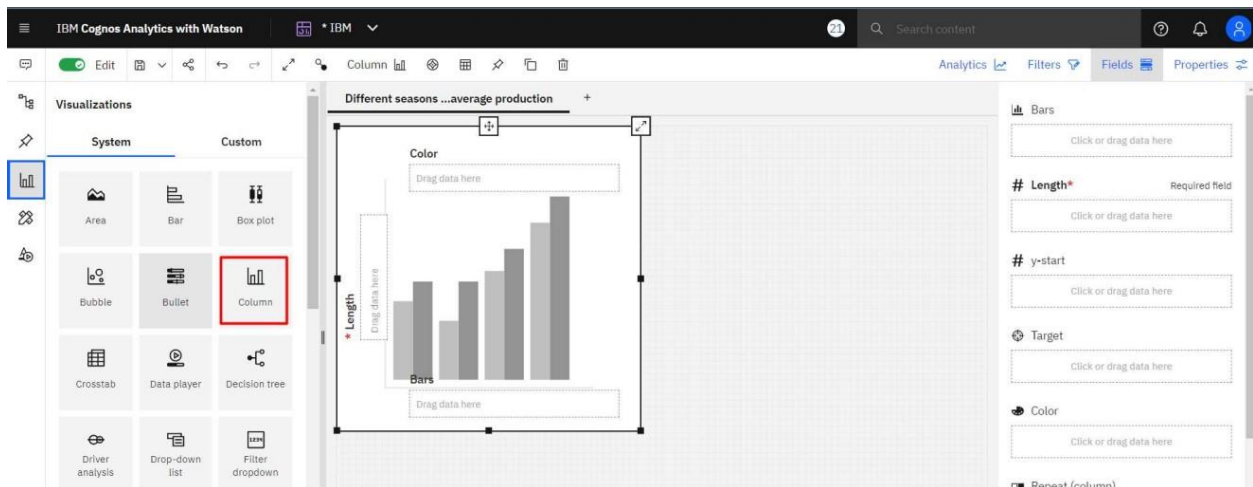 IBM Cognos Analytics with Watson
* IBM
21
Search content
Edit
Column
Analytics
Filters
Fields
Properties
Visualizations
System
Custom
Area
Bar
Box plot
Bubble
Bullet
Column
Crosstab
Data player
Decision tree
Driver
analysis
Drop-down
list
1234
Filter
dropdown
Different seasons ...average production
+
Color
Drag data here
* Length
Drag data here
Bars
Drag data here
Bars
Click or drag data here
# Length*
Required field
Click or drag data here
# y-start
Click or drag data here
Target
Click or drag data here
Color
Click or drag data here
Repeat (column)